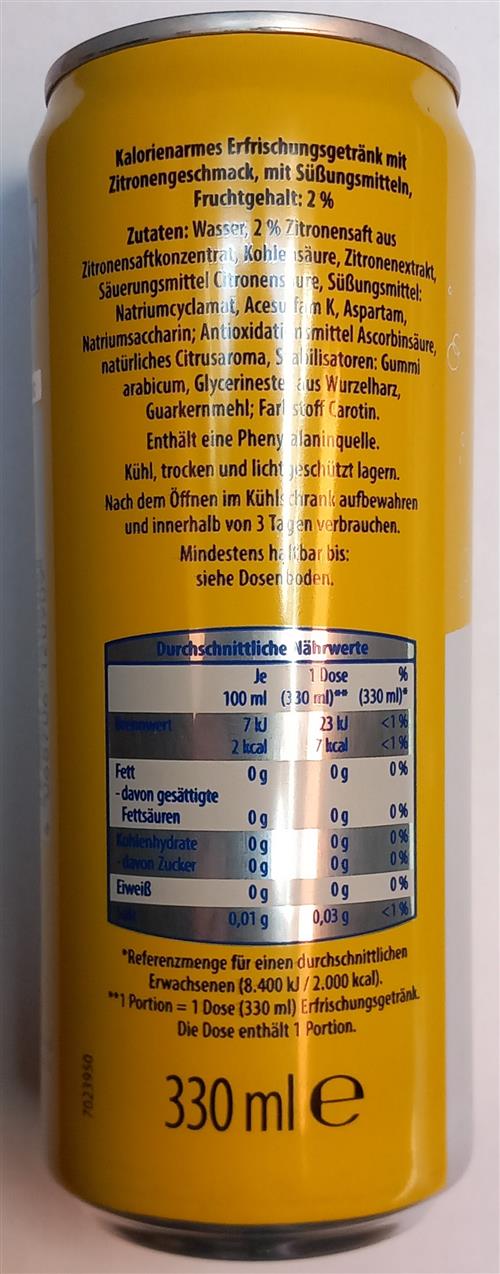 Kalorienarmes Erfrischungsgetränk mit
Zitronengeschmack, mit Süßungsmitteln,
Fruchtgehalt: 2 %
Zutaten: Wasser, 2 % Zitronensaft aus
Zitronensaftkonzentrat, Kohlensäure, Zitronenextrakt,
Säuerungsmittel Citronensäure, Süßungsmittel:
Natriumcyclamat, Acesulfam K, Aspartam,
Natriumsaccharin; Antioxidationsmittel Ascorbinsäure,
natürliches Citrusaroma, Stabilisatoren: Gummi
arabicum, Glycerinester aus Wurzelharz,
Guarkernmehl; Farbstoff Carotin.
Enthält eine Phenylalaninquelle.
Kühl, trocken und lichtgeschützt lagern.
Nach dem Öffnen im Kühlschrank aufbewahren
und innerhalb von 3 Tagen verbrauchen.
Mindestens haltbar bis:
siehe Dosenboden.
Durchschnittliche Nährwerte
Je 1 Dose %
100 ml (330 ml)** (330 ml)*
Brennwert 7 kJ 23 kJ <1 %
2 kcal 7 kcal <1 %
Fett 0 g 0 g 0 %
- davon gesättigte
Fettsäuren 0 g 0 g 0 %
Kohlenhydrate 0 g 0 g 0 %
- davon Zucker 0 g 0 g 0 %
Eiweiß 0 g 0 g 0 %
Salz 0,01 g 0,03 g <1 %
*Referenzmenge für einen durchschnittlichen
Erwachsenen (8.400 kJ / 2.000 kcal).
**1 Portion = 1 Dose (330 ml) Erfrischungsgetränk.
Die Dose enthält 1 Portion.
7023950
330 ml e